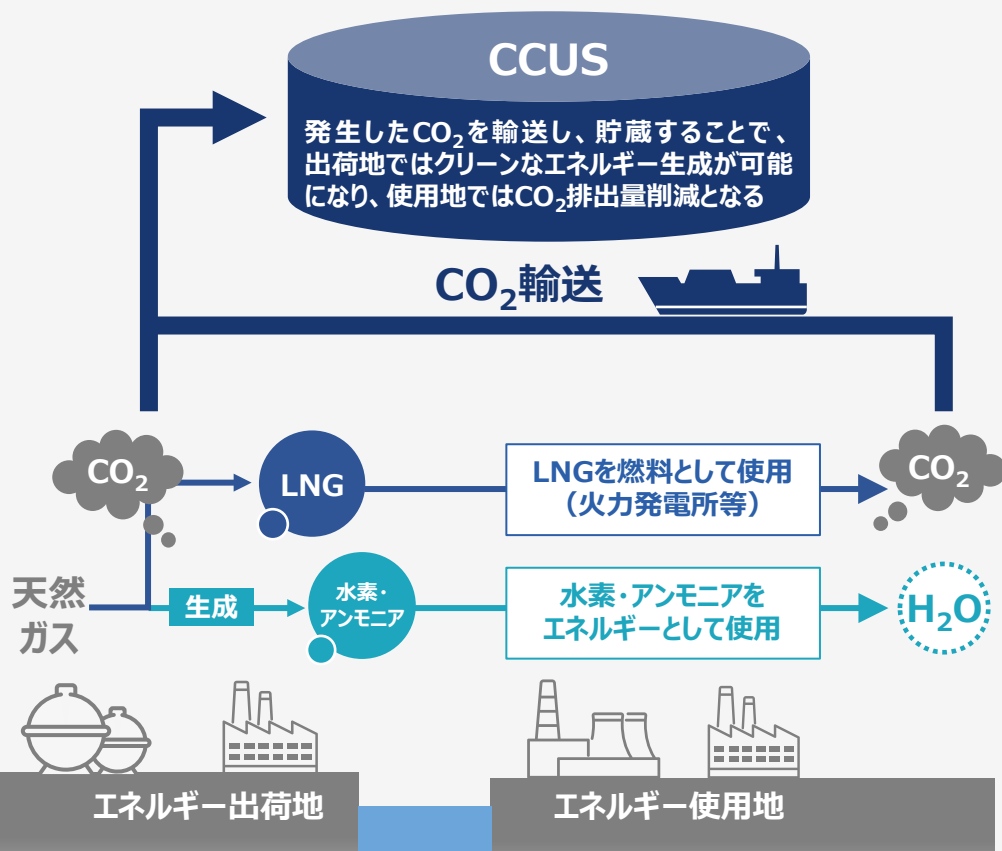 CCUS
発生したCO₂を輸送し、貯蔵することで、
出荷地ではクリーンなエネルギー生成が可能
になり、使用地ではCO₂排出量削減となる
CO₂輸送
CO₂
LNG
LNGを燃料として使用
（火力発電所等）
CO₂
天然
ガス
生成
水素・
アンモニア
水素・アンモニアを
エネルギーとして使用
H₂O
エネルギー出荷地
エネルギー使用地